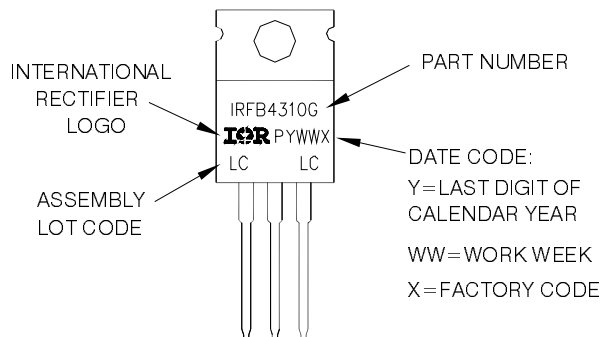 INTERNATIONAL
RECTIFIER
LOGO
ASSEMBLY
LOT CODE
IRFB4310G
IOR PYWWX
LC LC
PART NUMBER
DATE CODE:
Y=LAST DIGIT OF
CALENDAR YEAR
WW=WORK WEEK
X=FACTORY CODE